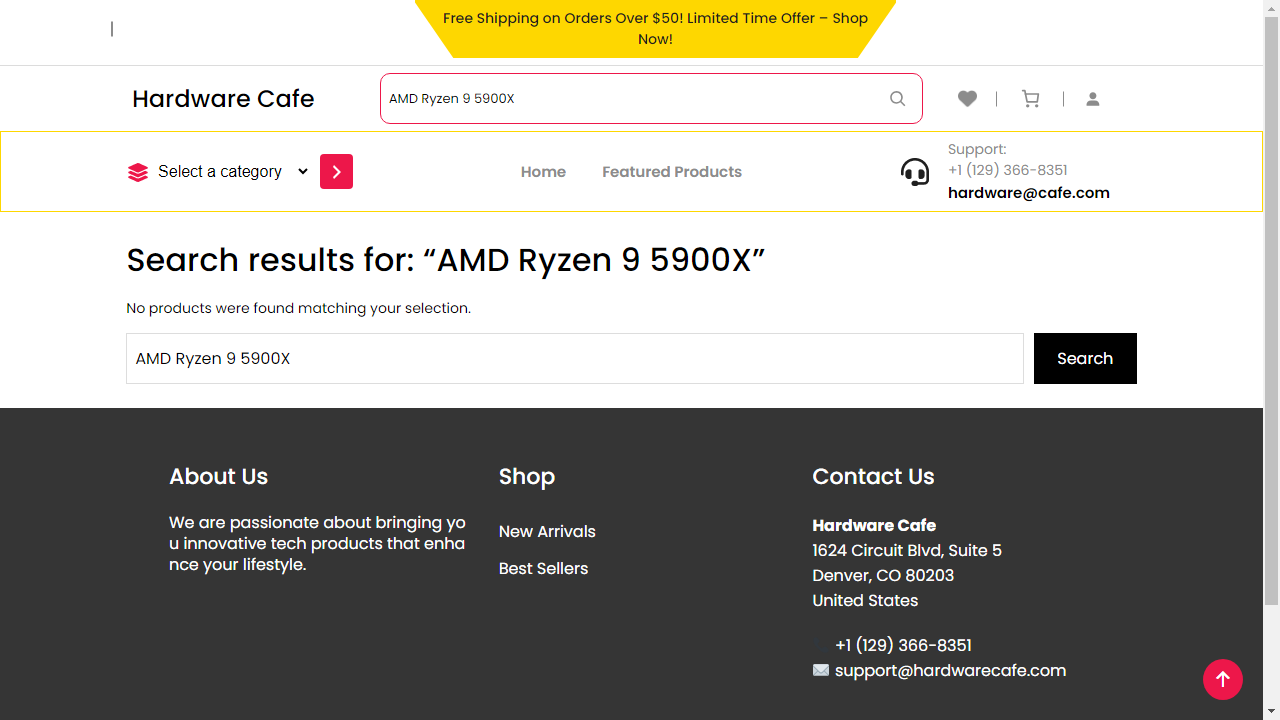 Free Shipping on Orders Over $50! Limited Time Offer – Shop
Now!
Hardware Cafe
AMD Ryzen 9 5900X
Select a category
Home
Featured Products
Support:
+1 (129) 366-8351
hardware@cafe.com
Search results for: “AMD Ryzen 9 5900X”
No products were found matching your selection.
AMD Ryzen 9 5900X
Search
About Us
We are passionate about bringing yo
u innovative tech products that enha
nce your lifestyle.
Shop
New Arrivals
Best Sellers
Contact Us
Hardware Cafe
1624 Circuit Blvd, Suite 5
Denver, CO 80203
United States
+1 (129) 366-8351
support@hardwarecafe.com